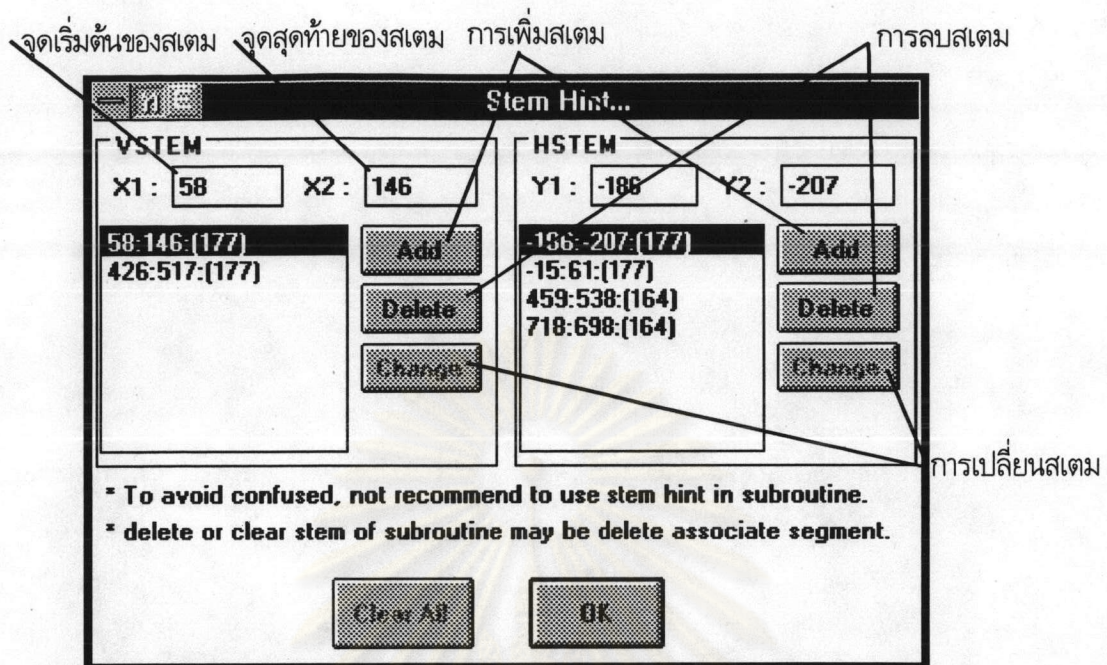 จุดเริ่มต้นของสเตม จุดสุดท้ายของสเตม การเพิ่มสเตม การลบสเตม
Stem Hint...
VSTEM HSTEM
X1 : 58 X2 : 146 Y1 : -186 Y2 : -207
58:146:(177) Add -186:-207:(177) Add
426:517:(177) -15:61:(177)
Delete 459:538:(164) Delete
718:698:(164)
Change Change
การเปลี่ยนสเตม
* To avoid confused, not recommend to use stem hint in subroutine.
* delete or clear stem of subroutine may be delete associate segment.
Clear All OK